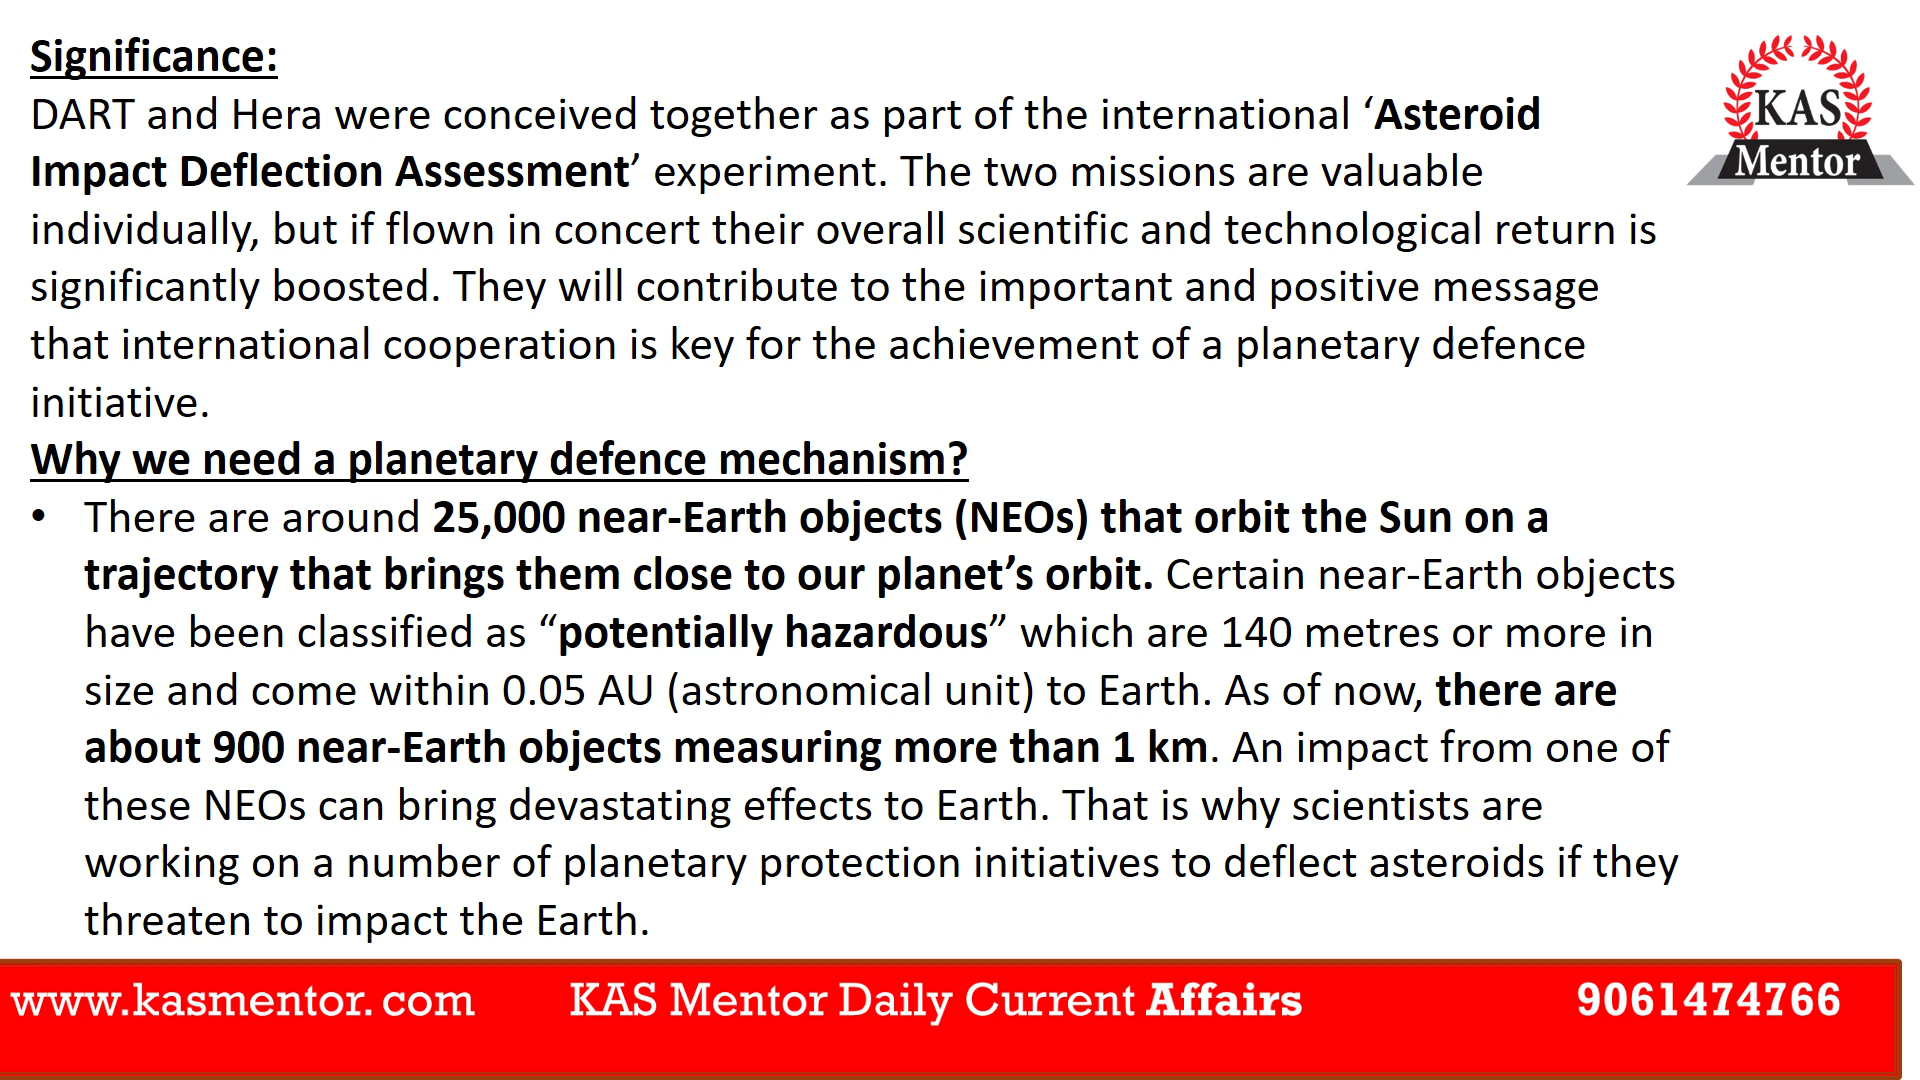 Significance:
DART and Hera were conceived together as part of the international ‘Asteroid
Impact Deflection Assessment’ experiment. The two missions are valuable
individually, but if flown in concert their overall scientific and technological return is
significantly boosted. They will contribute to the important and positive message
that international cooperation is key for the achievement of a planetary defence
initiative.
KAS
Mentor
Why we need a planetary defence mechanism?
• There are around 25,000 near-Earth objects (NEOs) that orbit the Sun on a
trajectory that brings them close to our planet’s orbit. Certain near-Earth objects
have been classified as “potentially hazardous” which are 140 metres or more in
size and come within 0.05 AU (astronomical unit) to Earth. As of now, there are
about 900 near-Earth objects measuring more than 1 km. An impact from one of
these NEOs can bring devastating effects to Earth. That is why scientists are
working on a number of planetary protection initiatives to deflect asteroids if they
threaten to impact the Earth.
www.kasmentor. com KAS Mentor Daily Current Affairs 9061474766